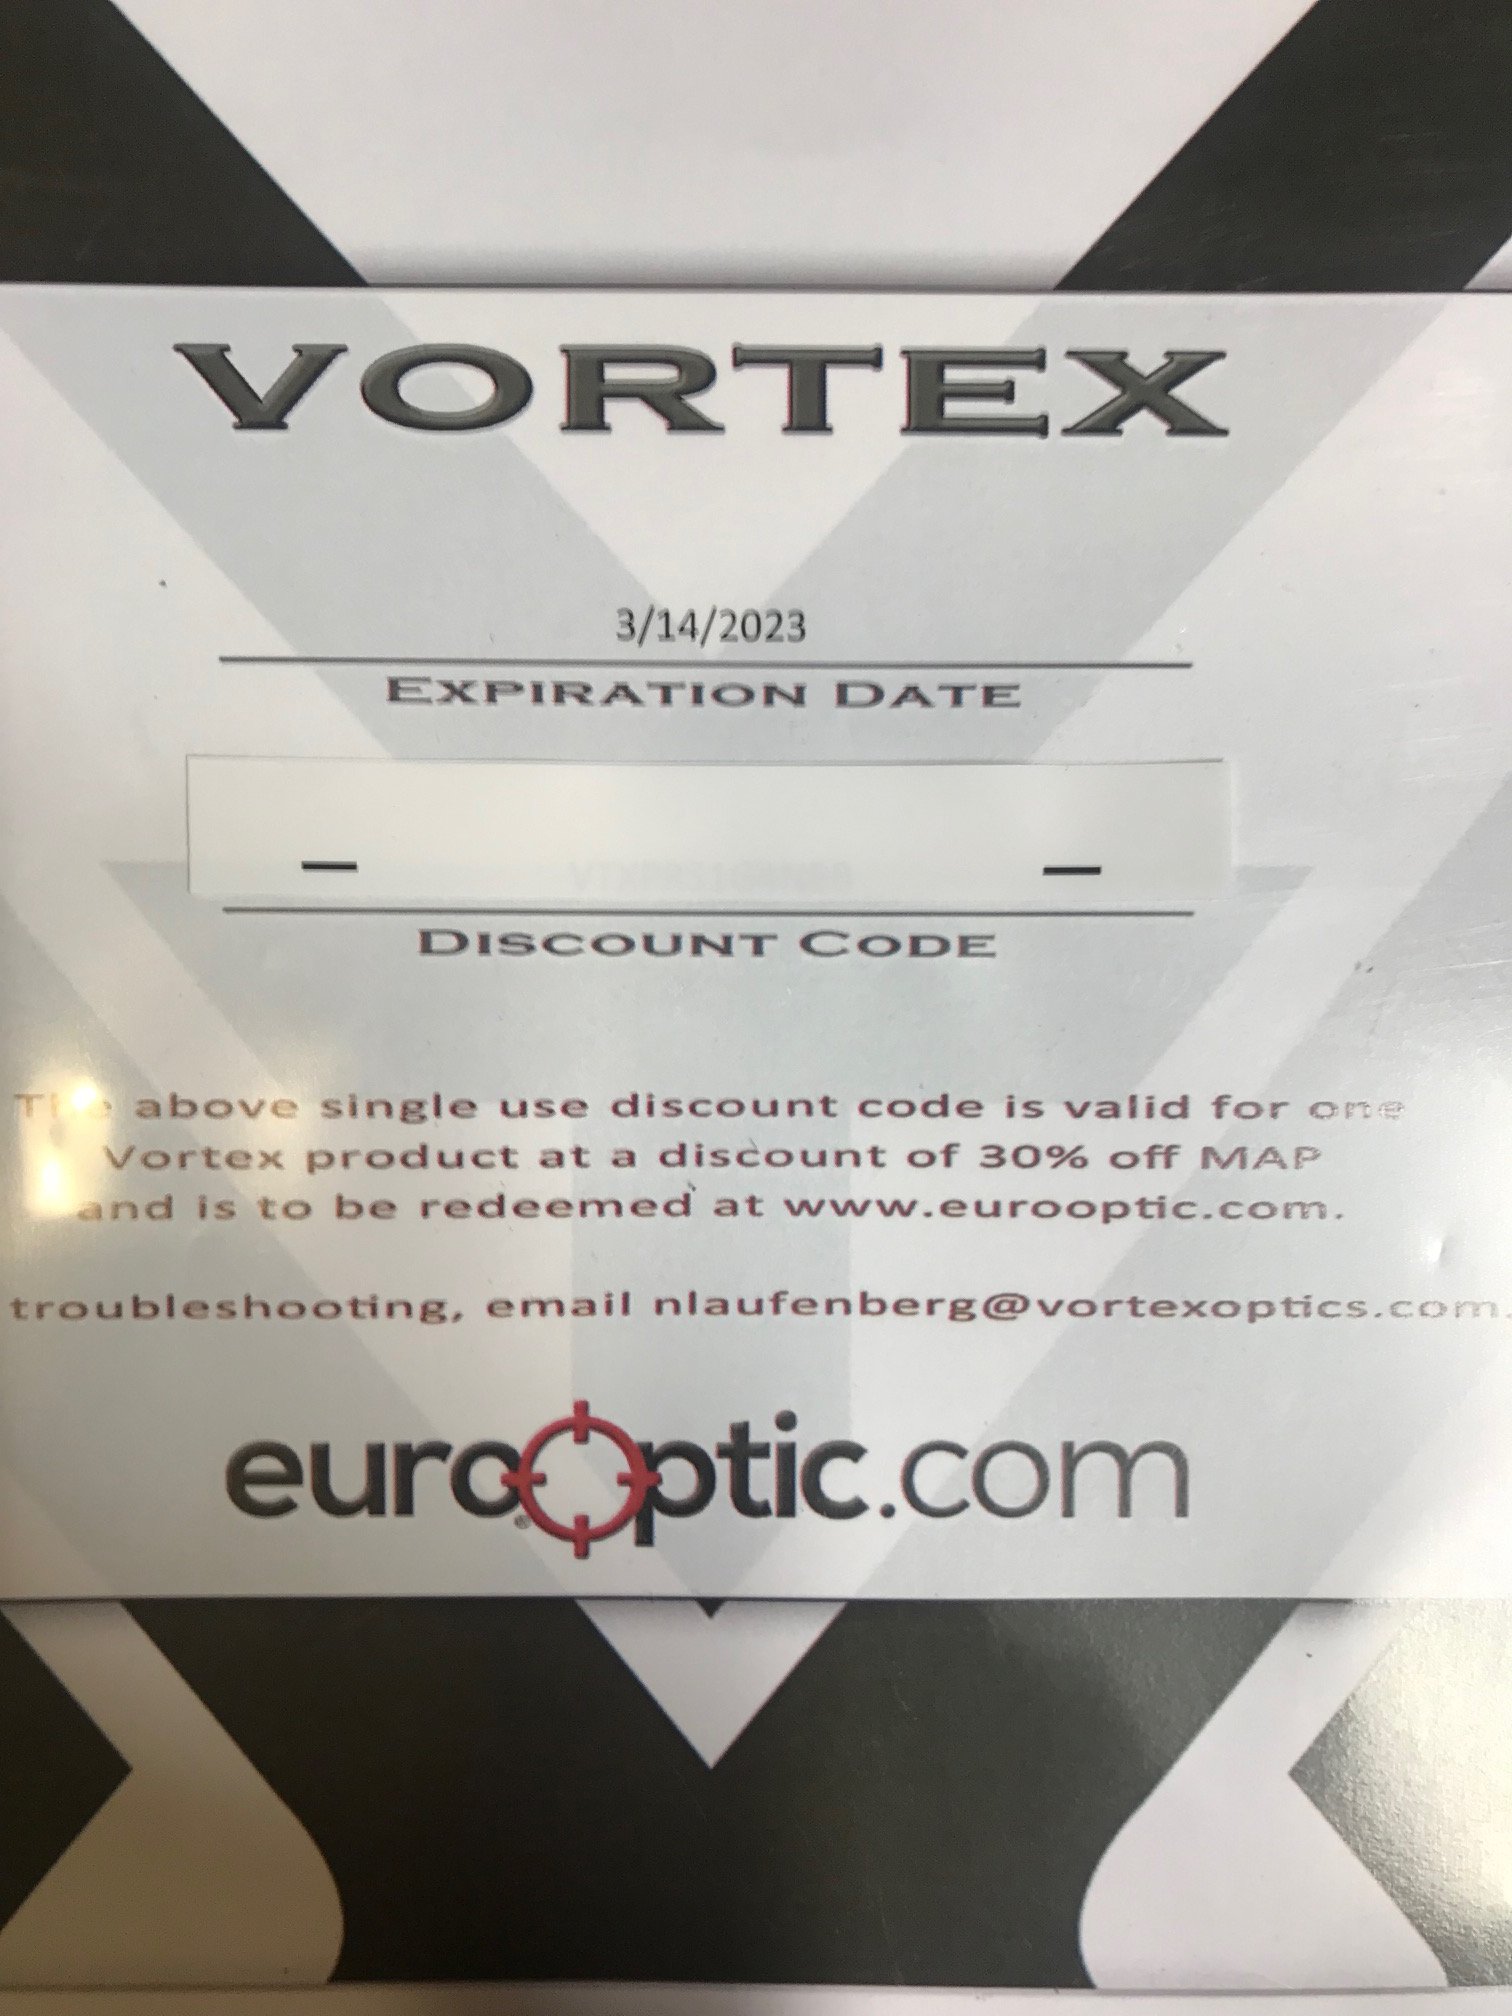 VORTEX
3/14/2023
EXPIRATION DATE
DISCOUNT CODE
The above single use discount code is valid for one
Vortex product at a discount of 30% off MAP
and is to be redeemed at www.eurooptic.com.
troubleshooting, email nlaufenberg@vortexoptics.com.
eurooptic.com